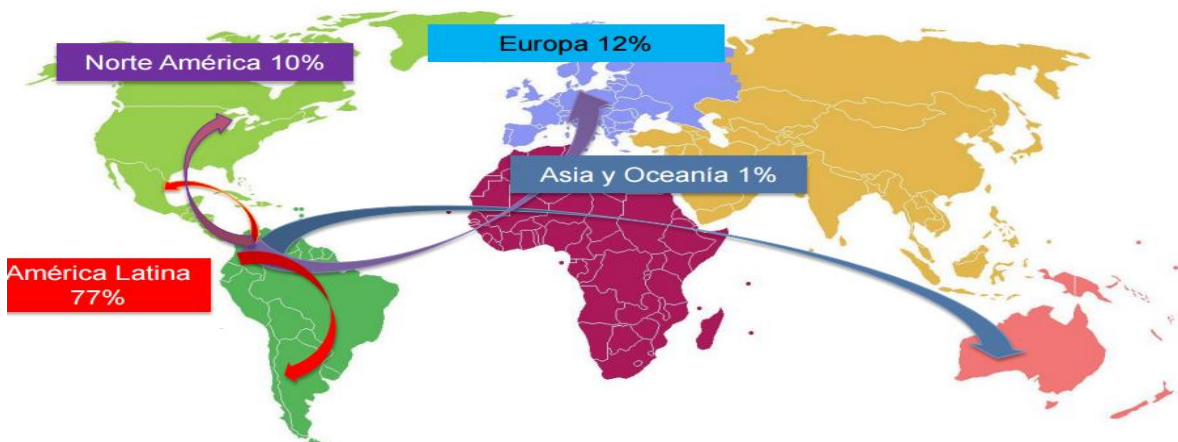 Norte América 10%
Europa 12%
Asia y Oceanía 1%
América Latina
77%